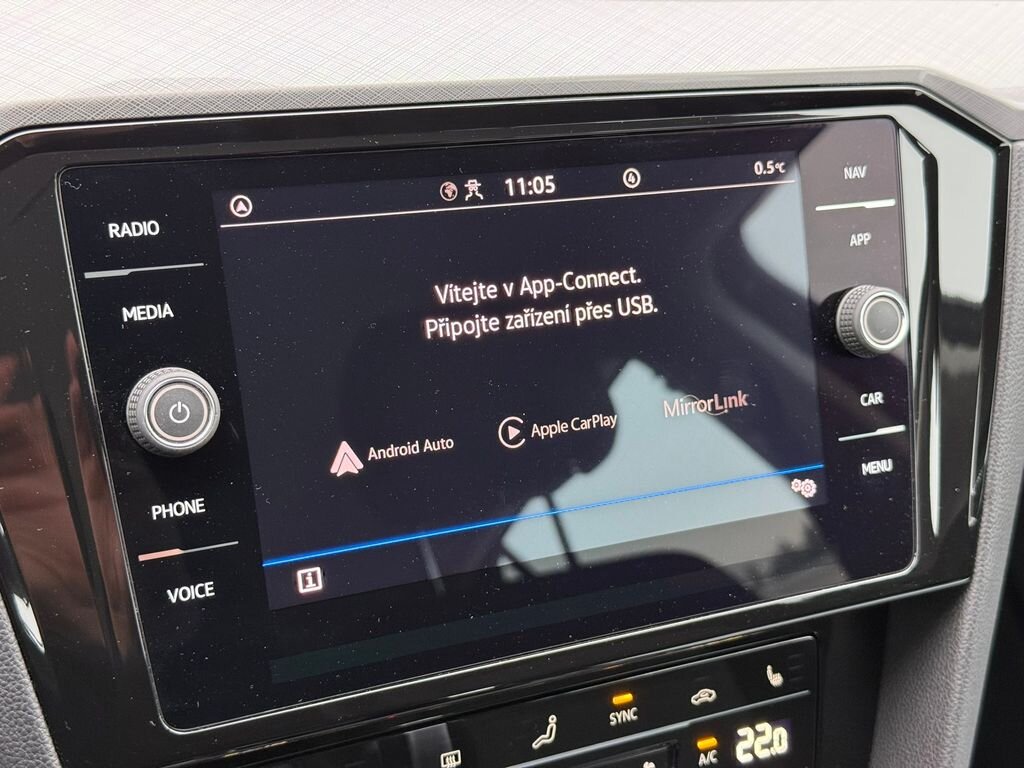 11:05
4
0.5°C
NAV
RADIO
APP
MEDIA
Vítejte v App-Connect.
Připojte zařízení přes USB.
Android Auto
Apple CarPlay
MirrorLink
CAR
MENU
PHONE
VOICE
i
SYNC
A/C
22.0